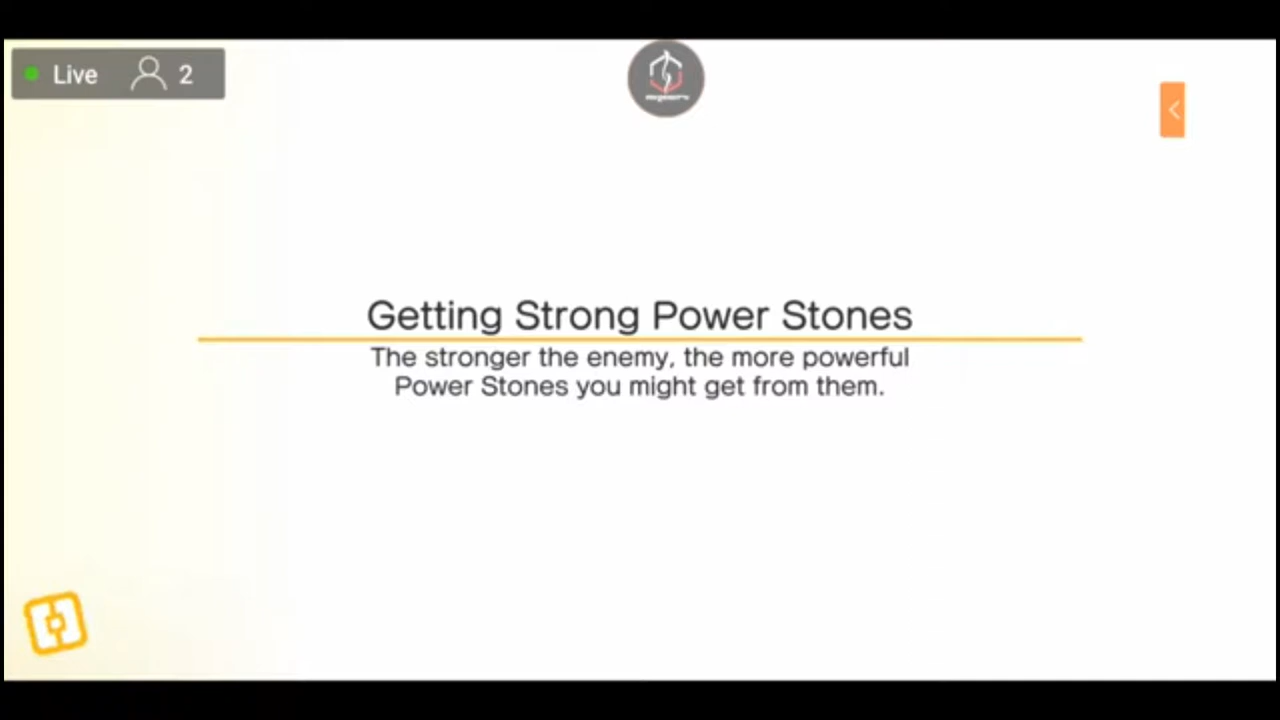 Live 2
Getting Strong Power Stones
The stronger the enemy, the more powerful
Power Stones you might get from them.